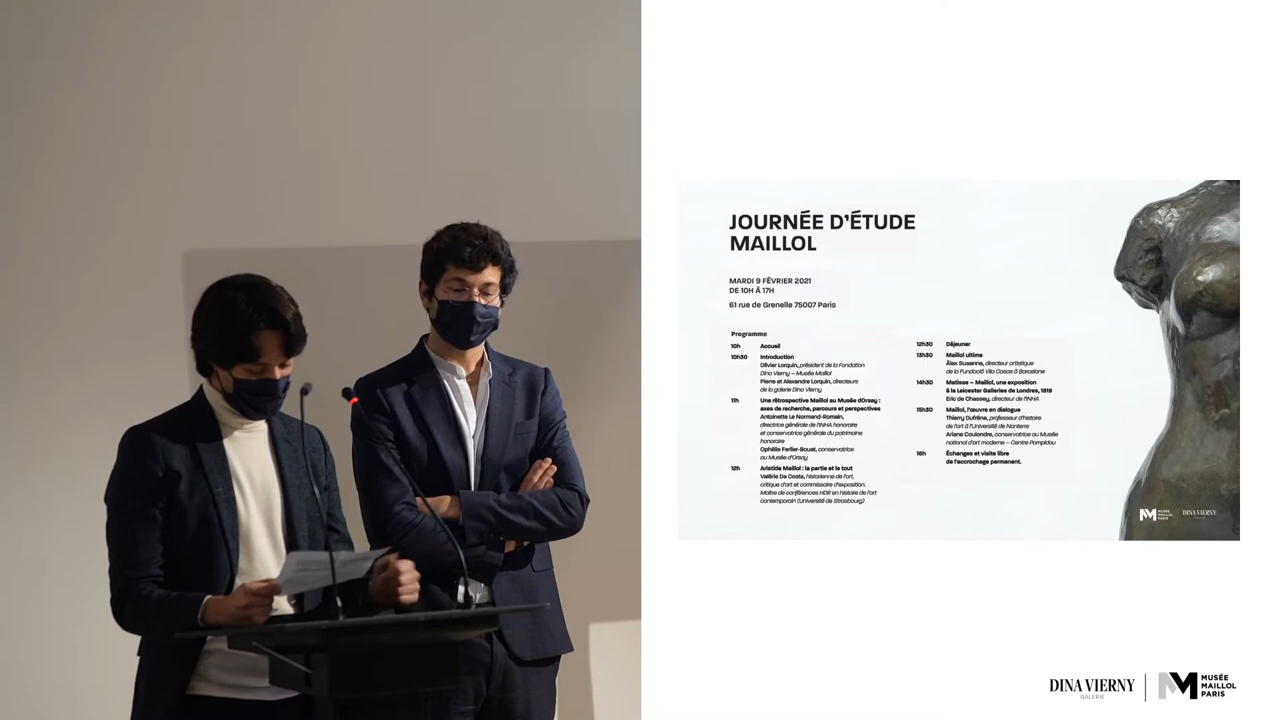 JOURNÉE D'ÉTUDE
MAILLOL
MARDI 9 FÉVRIER 2021
DE 10H À 17H
61 rue de Grenelle 75007 Paris
Programme
10h Accueil
10h30 Introduction
Olivier Lorquin, président de la Fondation
Dina Vierny – Musée Maillol
Pierre et Alexandre Lorquin, directeurs
de la galerie Dina Vierny
11h Une rétrospective Maillol au Musée d'Orsay :
axes de recherche, parcours et perspectives
Antoinette Le Normand-Romain,
directrice générale de l'INHA honoraire
et conservatrice générale du patrimoine
honoraire
Ophélie Ferlier-Bouat, conservatrice
au Musée d'Orsay
12h Aristide Maillol : la partie et le tout
Valérie Da Costa, historienne de l'art,
critique d'art et commissaire d'exposition.
Maître de conférences HDR en histoire de l'art
contemporain (Université de Strasbourg)
12h30 Déjeuner
13h30 Maillol ultime
Àlex Susanna, directeur artistique
de la Fundació Vila Casas à Barcelone
14h30 Matisse – Maillol, une exposition
à la Leicester Galleries de Londres, 1919
Eric de Chassey, directeur de l'INHA
15h30 Maillol, l'œuvre en dialogue
Thierry Dufrêne, professeur d'histoire
de l'art à l'Université de Nanterre
Ariane Coulondre, conservatrice au Musée
national d'art moderne – Centre Pompidou
16h Échanges et visite libre
de l'accrochage permanent.
MUSÉE
MAILLOL
PARIS
DINA VIERNY
DINA VIERNY
GALERIE
MUSÉE
MAILLOL
PARIS